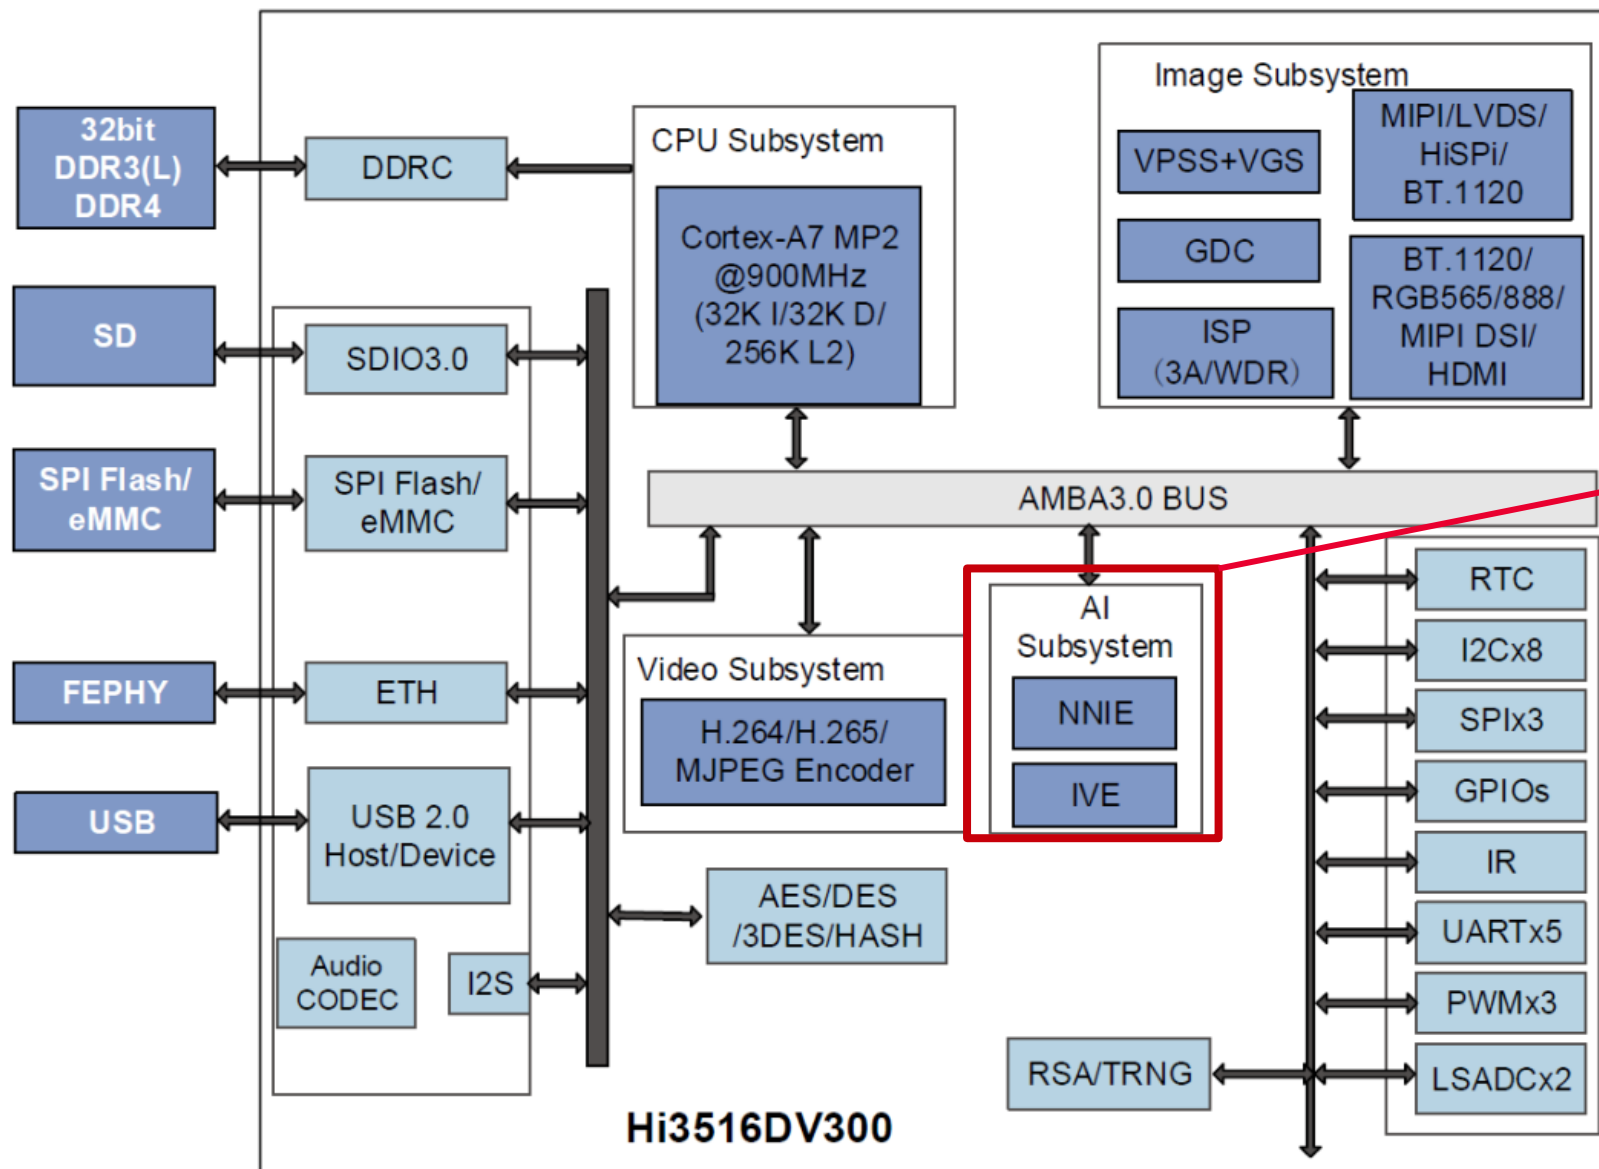 32bit
DDR3(L)
DDR4
SD
SPI Flash/
eMMC
FEPHY
USB
DDRC
SDIO3.0
SPI Flash/
eMMC
ETH
USB 2.0
Host/Device
Audio
CODEC
I2S
CPU Subsystem
Cortex-A7 MP2
@900MHz
(32K I/32K D/
256K L2)
Image Subsystem
VPSS+VGS
GDC
ISP
（3A/WDR）
MIPI/LVDS/
HiSPi/
BT.1120
BT.1120/
RGB565/888/
MIPI DSI/
HDMI
AMBA3.0 BUS
Video Subsystem
H.264/H.265/
MJPEG Encoder
AI
Subsystem
NNIE
IVE
AES/DES
/3DES/HASH
RSA/TRNG
RTC
I2Cx8
SPIx3
GPIOs
IR
UARTx5
PWMx3
LSADCx2
Hi3516DV300